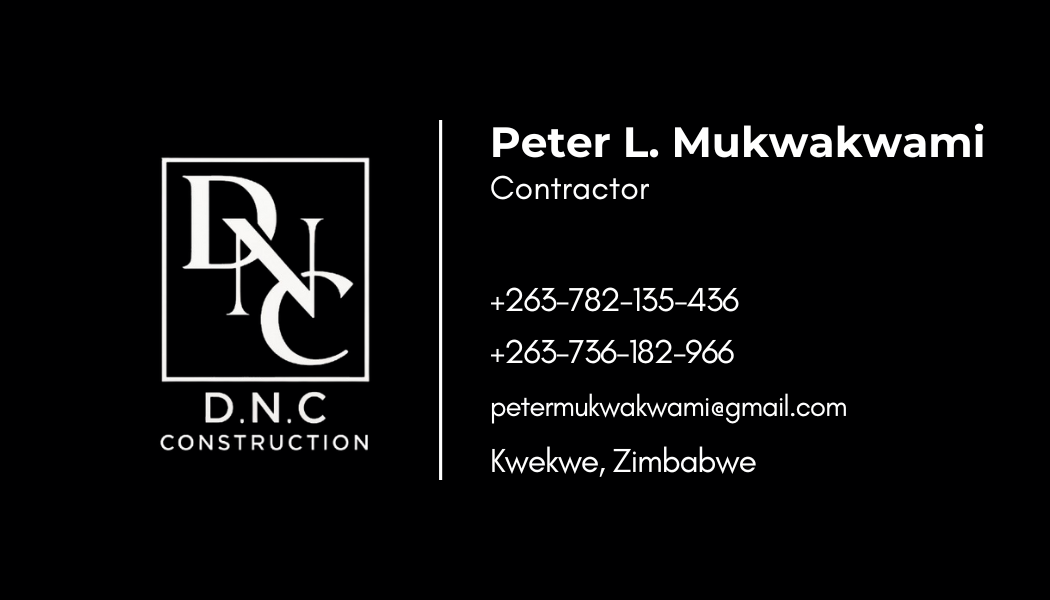 DNC
D.N.C
CONSTRUCTION
Peter L. Mukwakwami
Contractor
+263-782-135-436
+263-736-182-966
petermukwakwami@gmail.com
Kwekwe, Zimbabwe